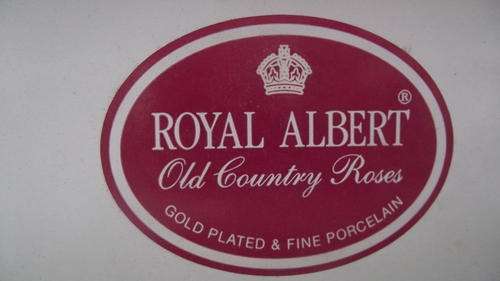 ROYAL ALBERT®
Old Country Roses
GOLD PLATED & FINE PORCELAIN